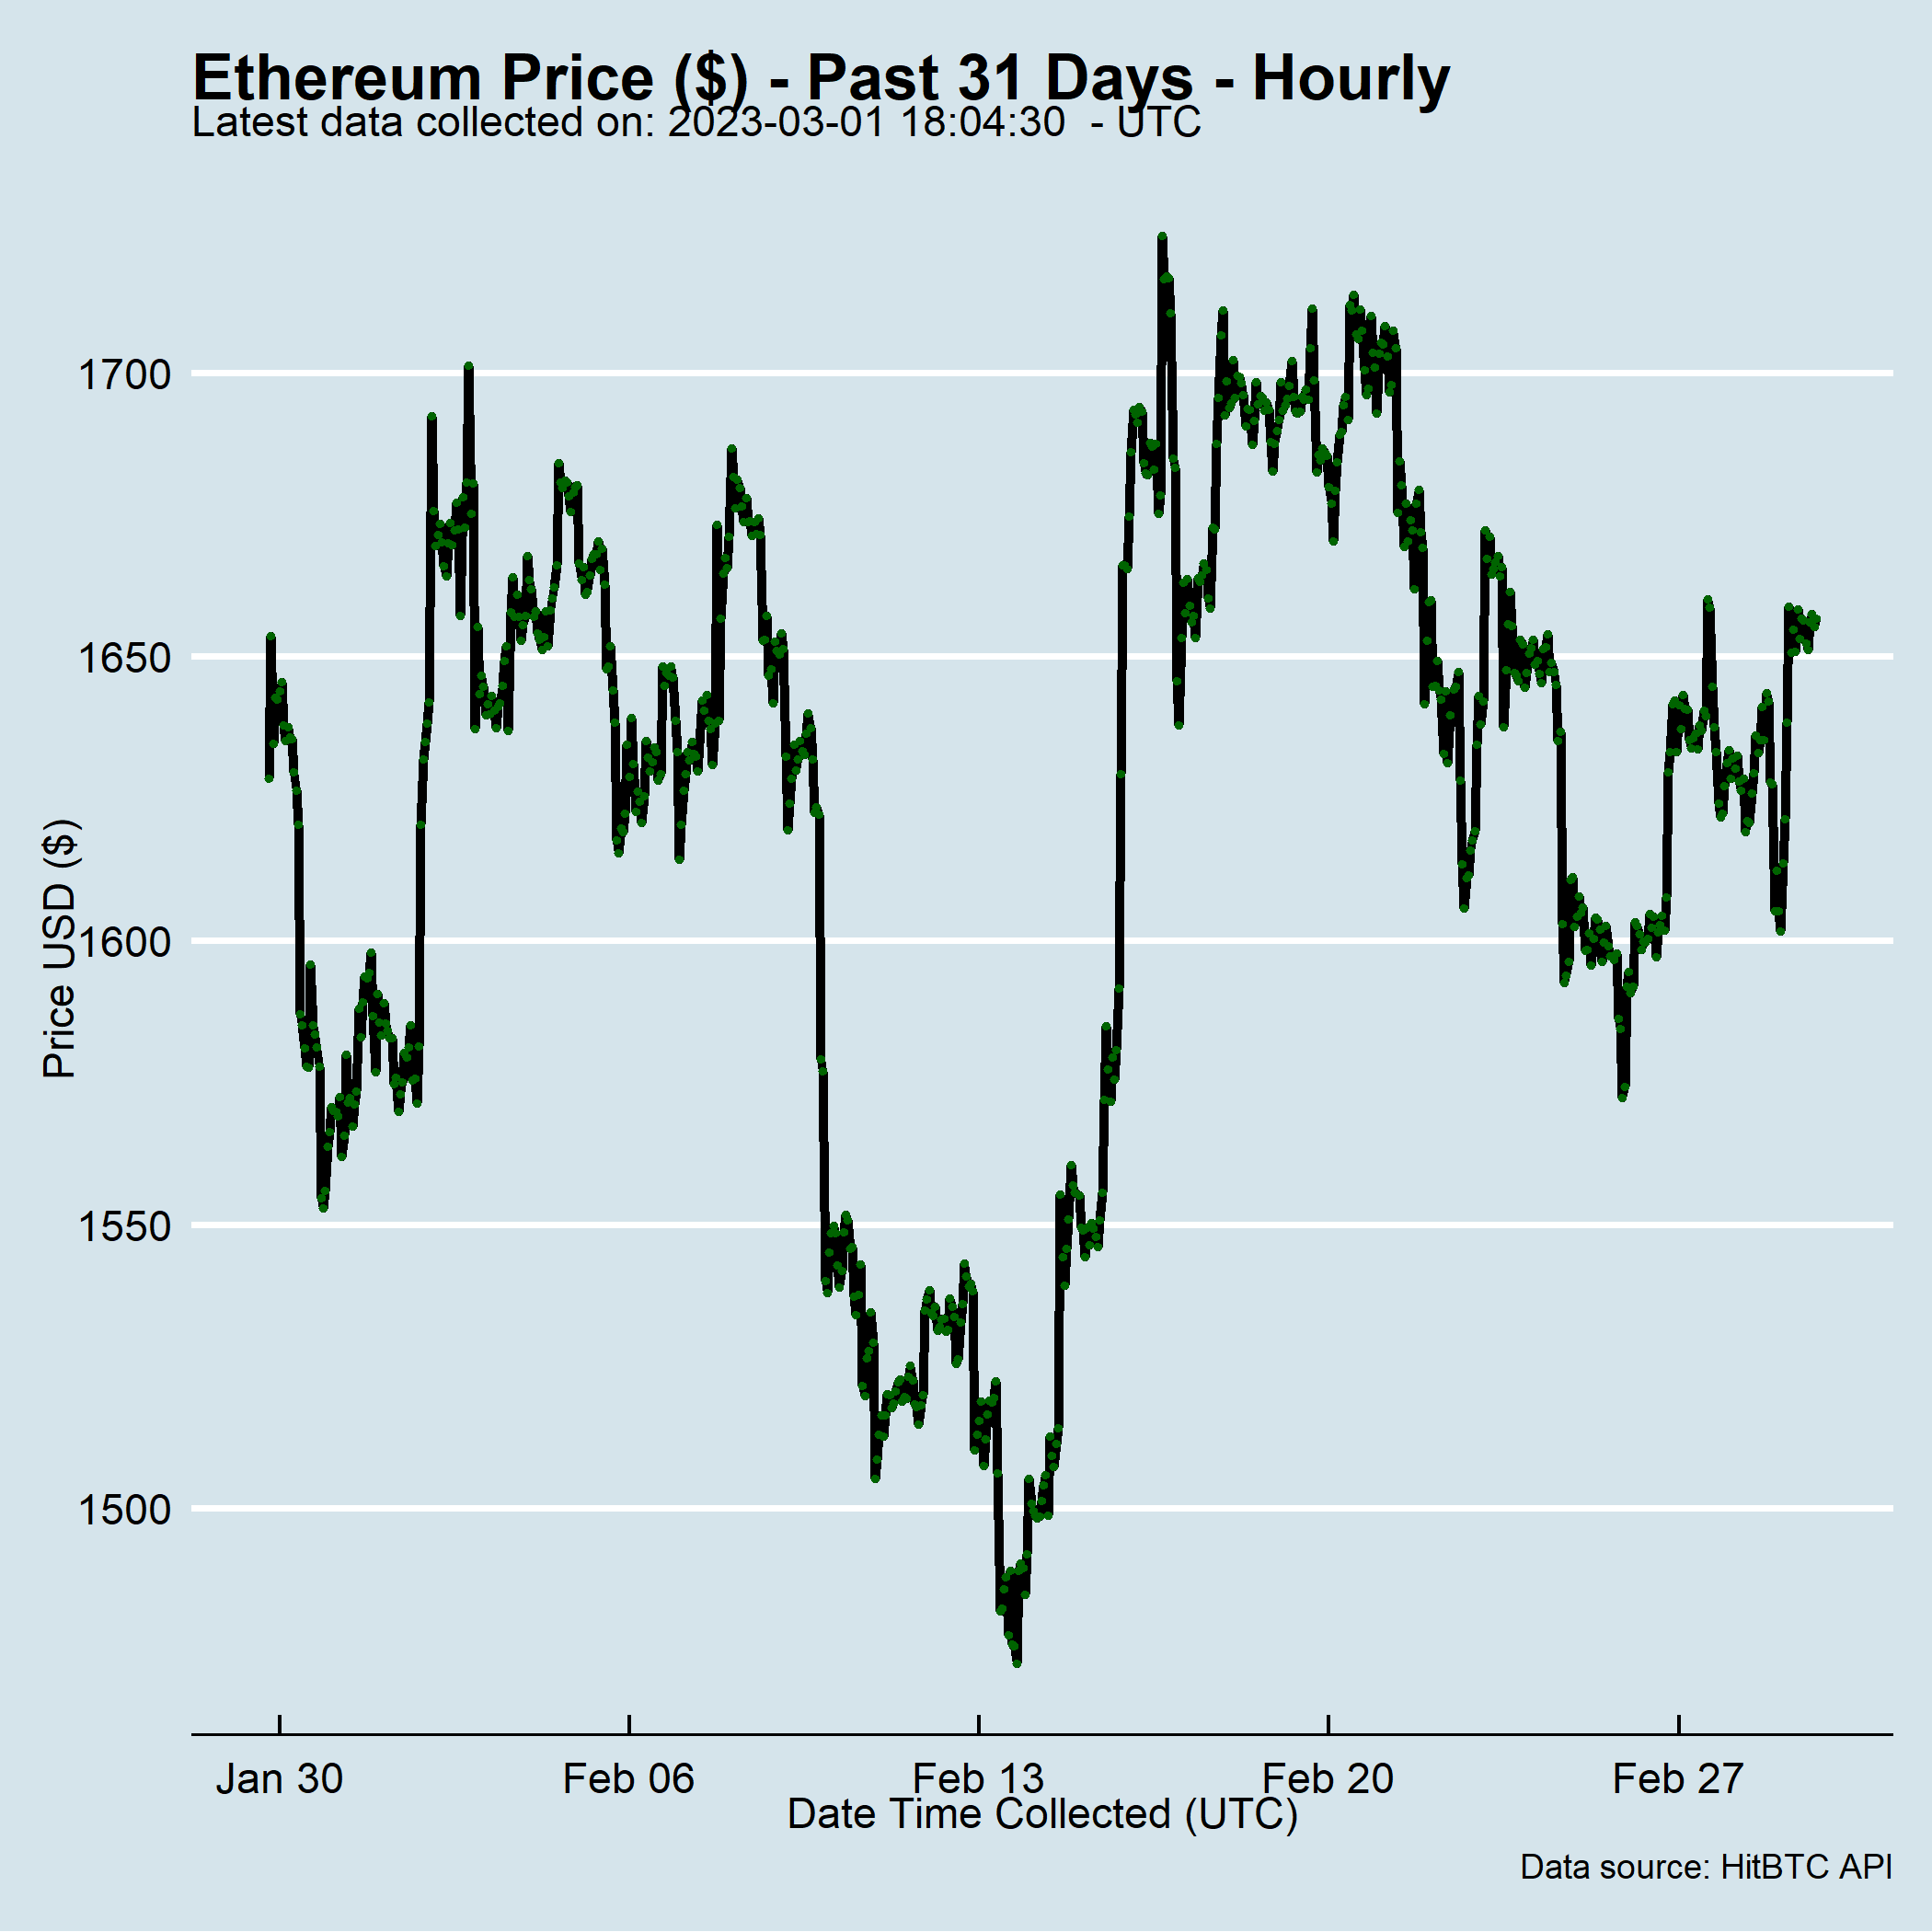 Ethereum Price ($) - Past 31 Days - Hourly
Latest data collected on: 2023-03-01 18:04:30  - UTC
Price USD ($)
1700
1650
1600
1550
1500
Jan 30
Feb 06
Feb 13
Feb 20
Feb 27
Date Time Collected (UTC)
Data source: HitBTC API